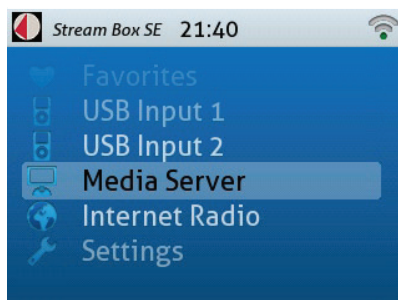 Stream Box SE 21:40
Favorites
USB Input 1
USB Input 2
Media Server
Internet Radio
Settings